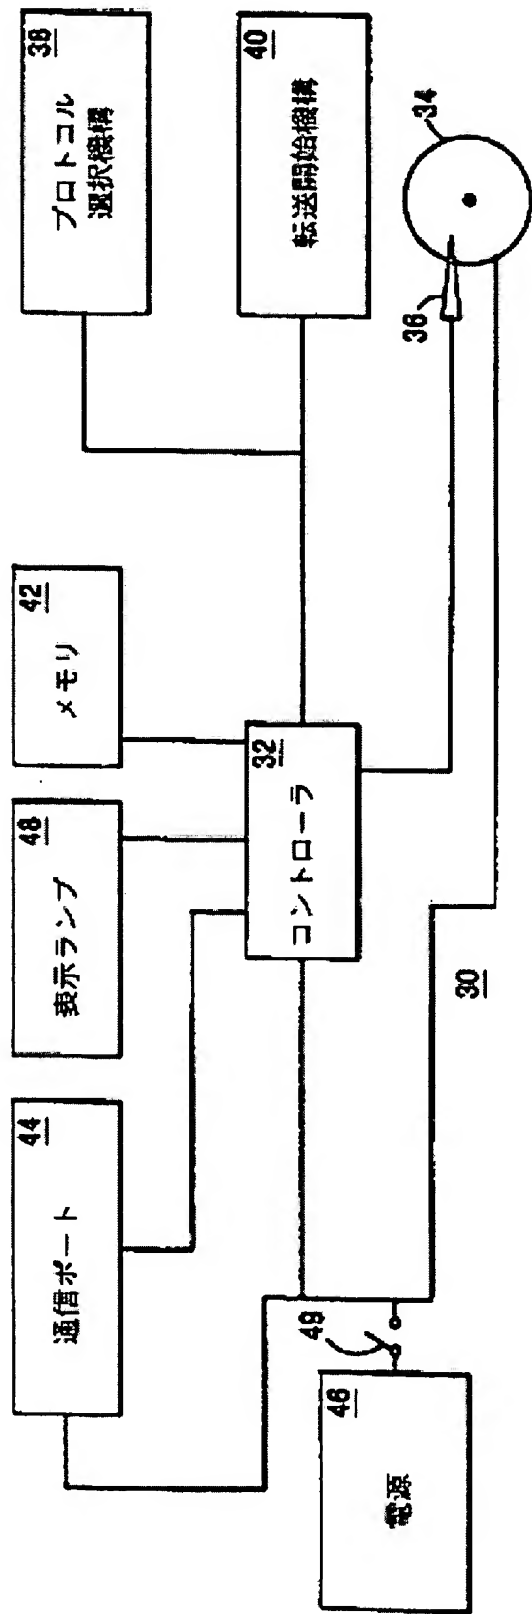 44
通信ポート
48
表示ランプ
42
メモリ
38
プロトコル
選択機構
32
コントローラ
40
転送開始機構
46
電源
49
30
36
34